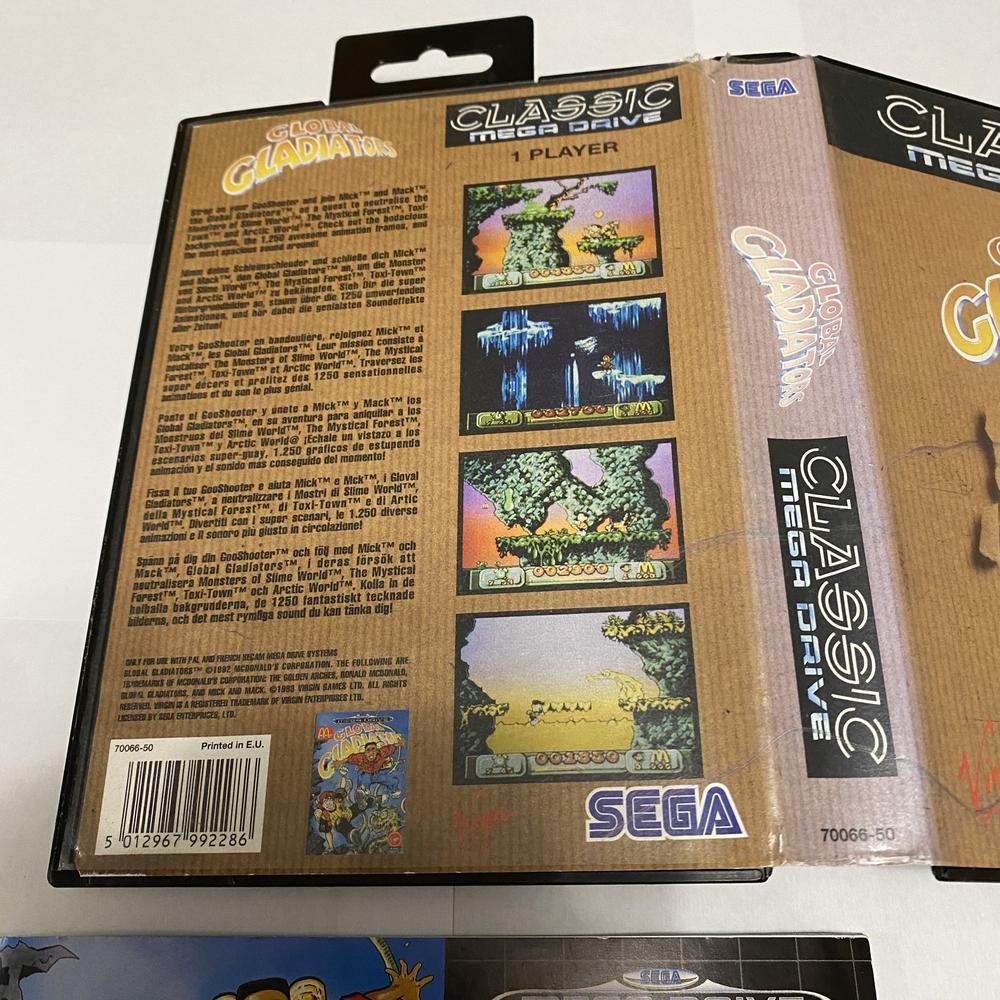 GLOBAL
GLADIATORS
CLASSIC
MEGA DRIVE
1 PLAYER
Strap on your GooShooter and join Mick™ and Mack™,
the Global Gladiators™, on a quest to neutralise the
Monsters of Slime World™, The Mystical Forest™, Toxi-
Town™ and Arctic World™. Check out the bodacious
backgrounds, the 1,250 awesome animation frames, and
the most spacious sound around!
Nimm deine Schleimschleuder und schließe dich Mick™
und Mack™, den Global Gladiators™ an, um die Monster
von Slime World™, The Mystical Forest™, Toxi-Town™
und Arctic World™ zu bekämpfen. Sieh Dir die super
Hintergrundbilder an, staune über die 1250 umwerfenden
Animationen, und hör dabei die genialsten Soundeffekte
aller Zeiten!
Votre GooShooter en bandoulière, rejoignez Mick™ et
Mack™, les Global Gladiators™. Leur mission consiste à
neutraliser the Monsters of Slime World™, The Mystical
Forest™, Toxi-Town™ et Arctic World™. Traversez les
super décors et profitez des 1250 sensationnelles
animations et du son le plus génial.
Ponte el GooShooter y únete a Mick™ y Mack™ los
Global Gladiators™, en su aventura para aniquilar a los
Monstruos del Slime World™, The Mystical Forest™,
Toxi-Town™ y Arctic World@ ¡Echale un vistazo a los
escenarios super-guay, 1.250 gráficos de estupenda
animación y el sonido mas conseguido del momento!
Fissa il tuo GooShooter e aiuta Mick™ e Mck™, i Gloval
Gladiators™, a neutralizzare i Mostri di Slime World™,
della Mystical Forest™, di Toxi-Town™ e di Artic
World™. Divertiti con i super scenari, le 1.250 diverse
animazioni e il sonoro più giusto in circolazione!
Spänn på dig din GooShooter™ och följ med Mick™ och
Mack™, Global Gladiators™, i deras försök att
nutralisera Monsters of Slime World™, The Mystical
Forest™, Toxi-Town™ och Arctic World™. Kolla in de
helballa bakgrunderna, de 1250 fantastiskt tecknade
bilderna, och det mest rymfiga sound du kan tänka dig!
ONLY FOR USE WITH PAL AND FRENCH SECAM MEGA DRIVE SYSTEMS
GLOBAL GLADIATORS™ ©1992 MCDONALD'S CORPORATION. THE FOLLOWING ARE
TRADEMARKS OF MCDONALD'S CORPORATION: THE GOLDEN ARCHES, RONALD MCDONALD,
GLOBAL GLADIATORS, AND MICK AND MACK. ©1993 VIRGIN GAMES LTD. ALL RIGHTS
RESERVED. VIRGIN IS A REGISTERED TRADEMARK OF VIRGIN ENTERPRISES LTD.
LICENSED BY SEGA ENTERPRISES, LTD.
70066-50 Printed in E.U.
5 012967 992286
MEGA DRIVE
GLOBAL
GLADIATORS
Virgin
SEGA
SEGA
GLOBAL
GLADIATORS
CLASSIC
MEGA DRIVE
70066-50
CLA
MEG
G
SEGA